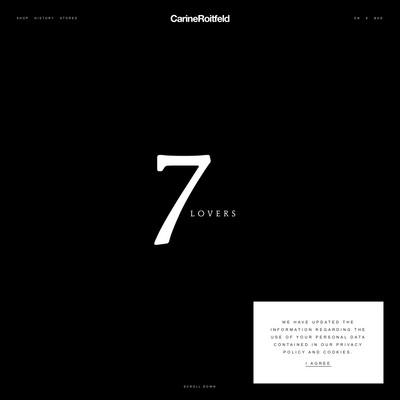 SHOP HISTORY STORES
CarineRoitfeld
EN € BAG
7
LOVERS
WE HAVE UPDATED THE
INFORMATION REGARDING THE
USE OF YOUR PERSONAL DATA
CONTAINED IN OUR PRIVACY
POLICY AND COOKIES.
I AGREE
SCROLL DOWN